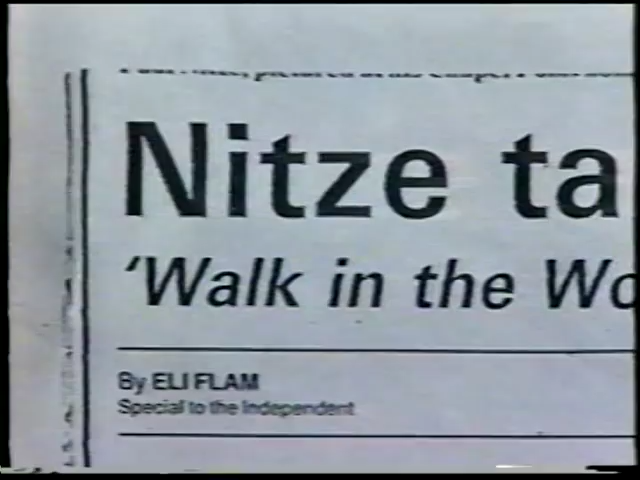 Nitze ta
'Walk in the Wo
By ELI FLAM
Special to the Independent